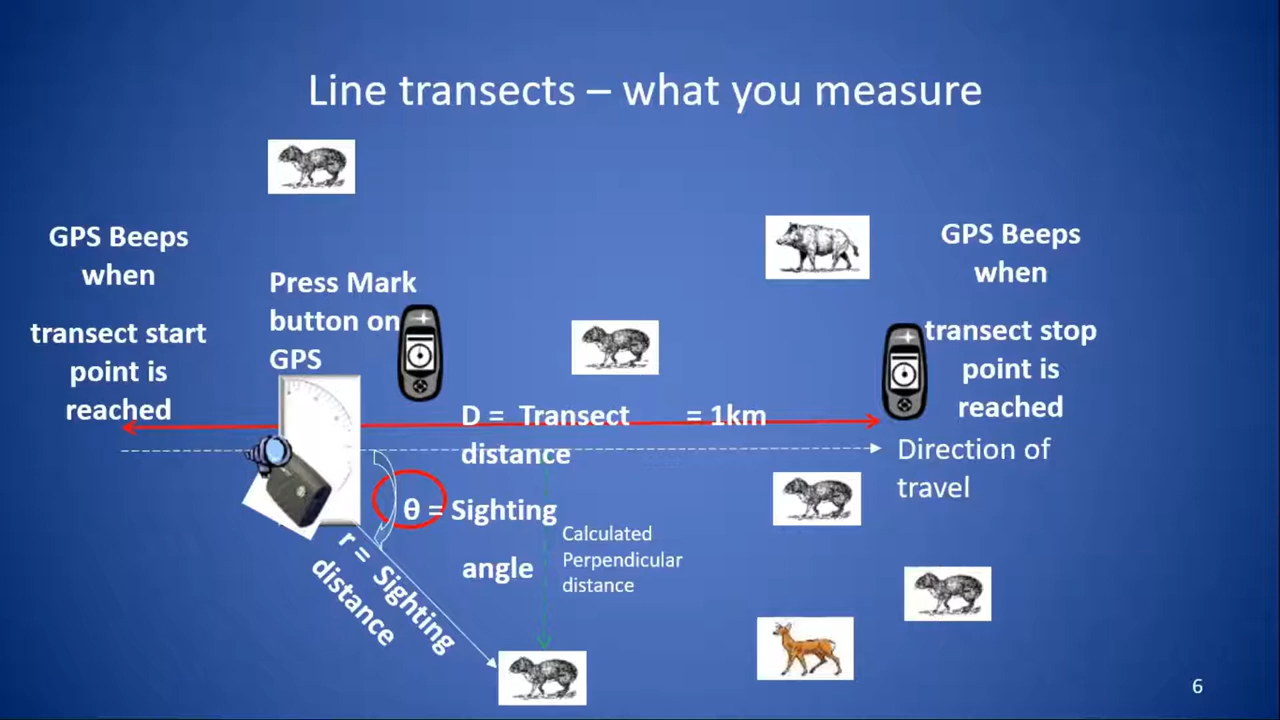 Line transects – what you measure
GPS Beeps
when
transect start
point is
reached
Press Mark
button on
GPS
D = Transect = 1km
distance
θ = Sighting
angle
r = Sighting
distance
Calculated
Perpendicular
distance
GPS Beeps
when
transect stop
point is
reached
Direction of
travel
6